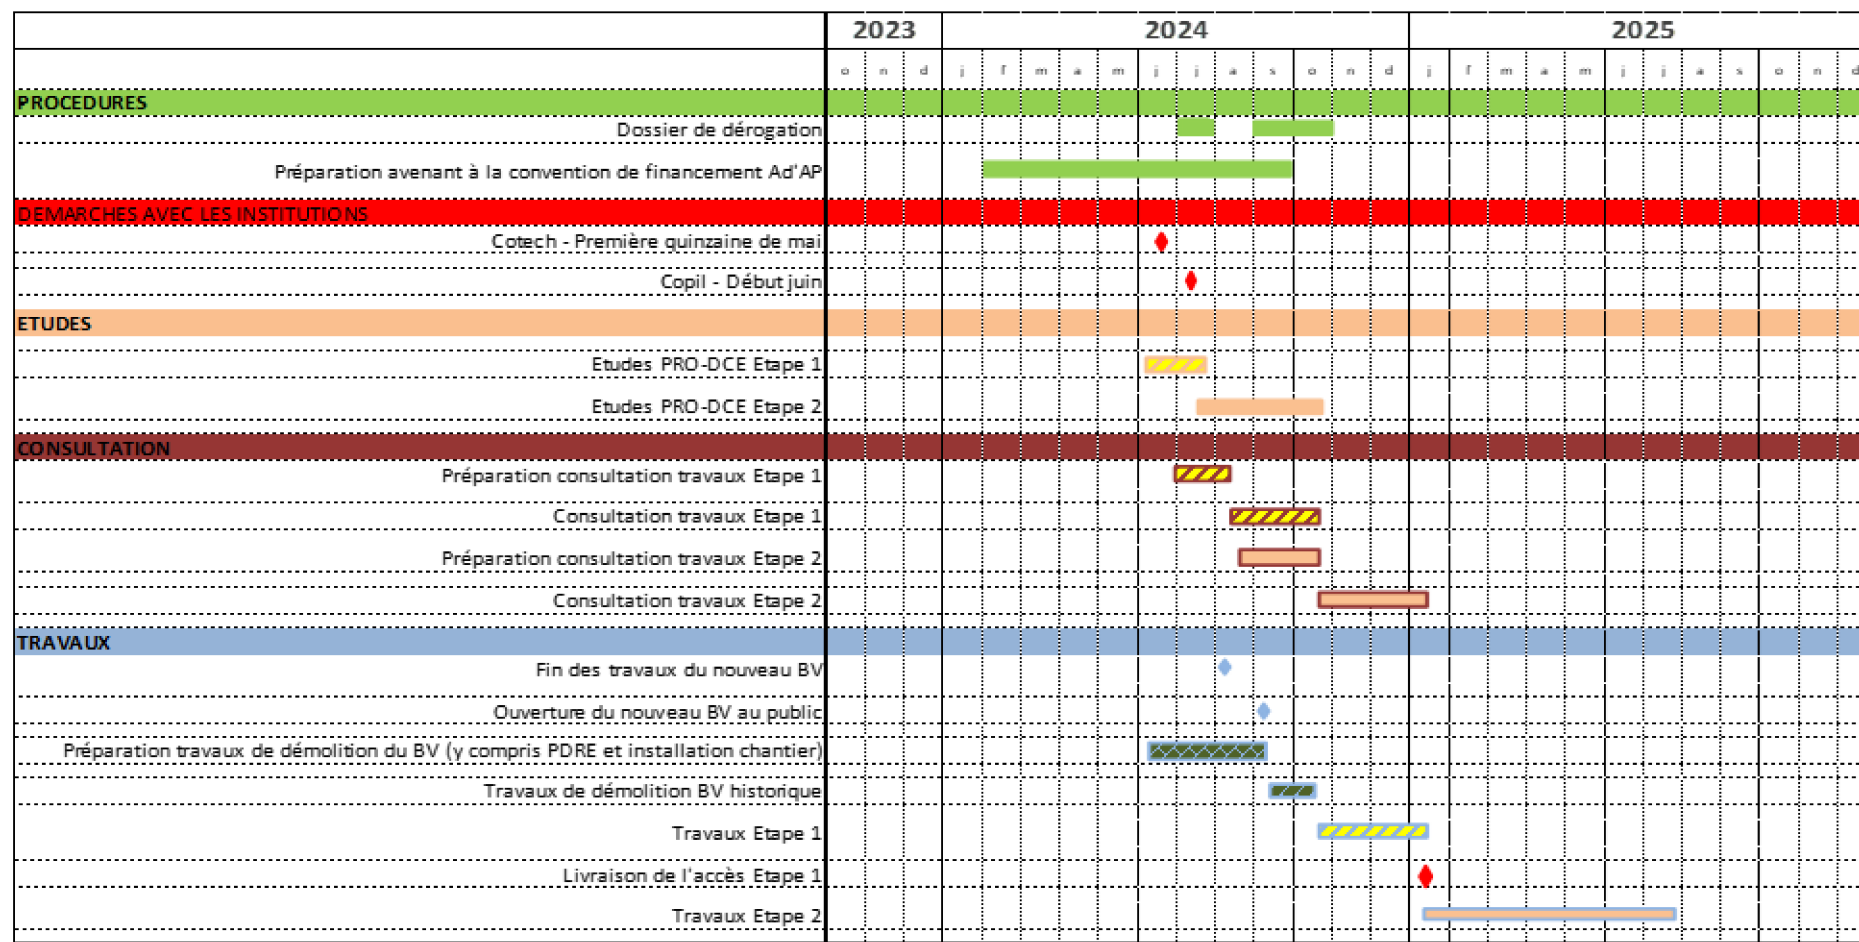 2023 2024 2025
o n d j f m a m j j a s o n d j f m a m j j a s o n d
PROCEDURES
Dossier de dérogation
Préparation avenant à la convention de financement Ad'AP
DEMARCHES AVEC LES INSTITUTIONS
Cotech - Première quinzaine de mai
Copil - Début juin
ETUDES
Etudes PRO-DCE Etape 1
Etudes PRO-DCE Etape 2
CONSULTATION
Préparation consultation travaux Etape 1
Consultation travaux Etape 1
Préparation consultation travaux Etape 2
Consultation travaux Etape 2
TRAVAUX
Fin des travaux du nouveau BV
Ouverture du nouveau BV au public
Préparation travaux de démolition du BV (y compris PDRE et installation chantier)
Travaux de démolition BV historique
Travaux Etape 1
Livraison de l'accès Etape 1
Travaux Etape 2